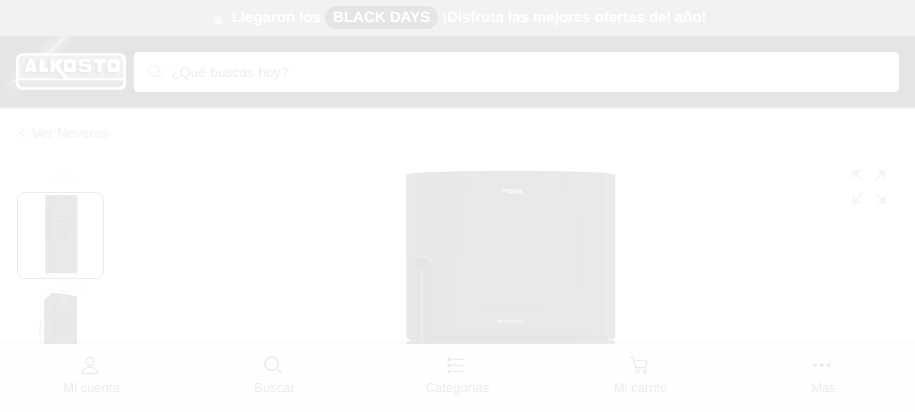 Llegaron los BLACK DAYS ¡Disfruta las mejores ofertas del año!
ALKOSTO
¿Qué buscas hoy?
Ver Neveras
mabe
Mi cuenta
Buscar
Categorías
Mi carrito
Más